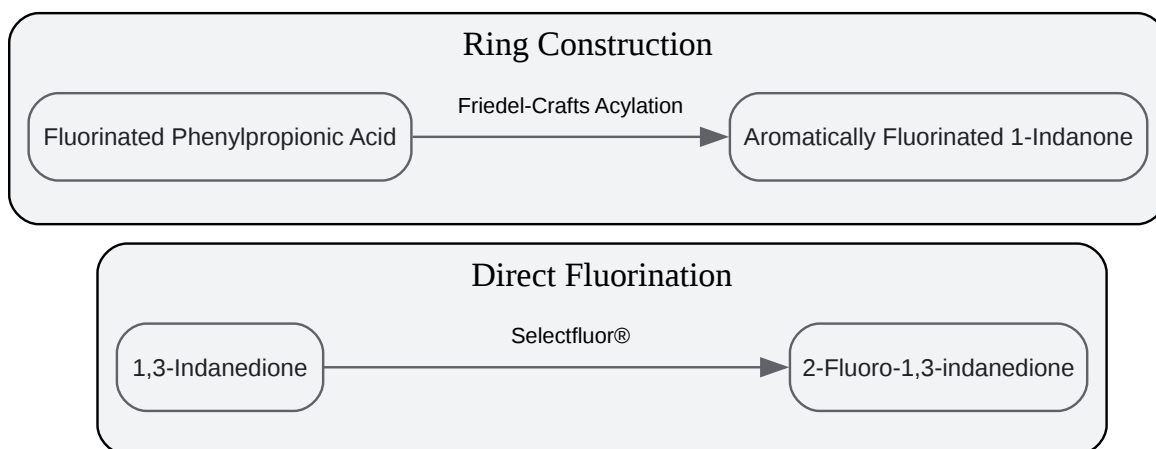 Ring Construction
Fluorinated Phenylpropionic Acid
Friedel-Crafts Acylation
Aromatically Fluorinated 1-Indanone
Direct Fluorination
1,3-Indanedione
Selectfluor®
2-Fluoro-1,3-indanedione